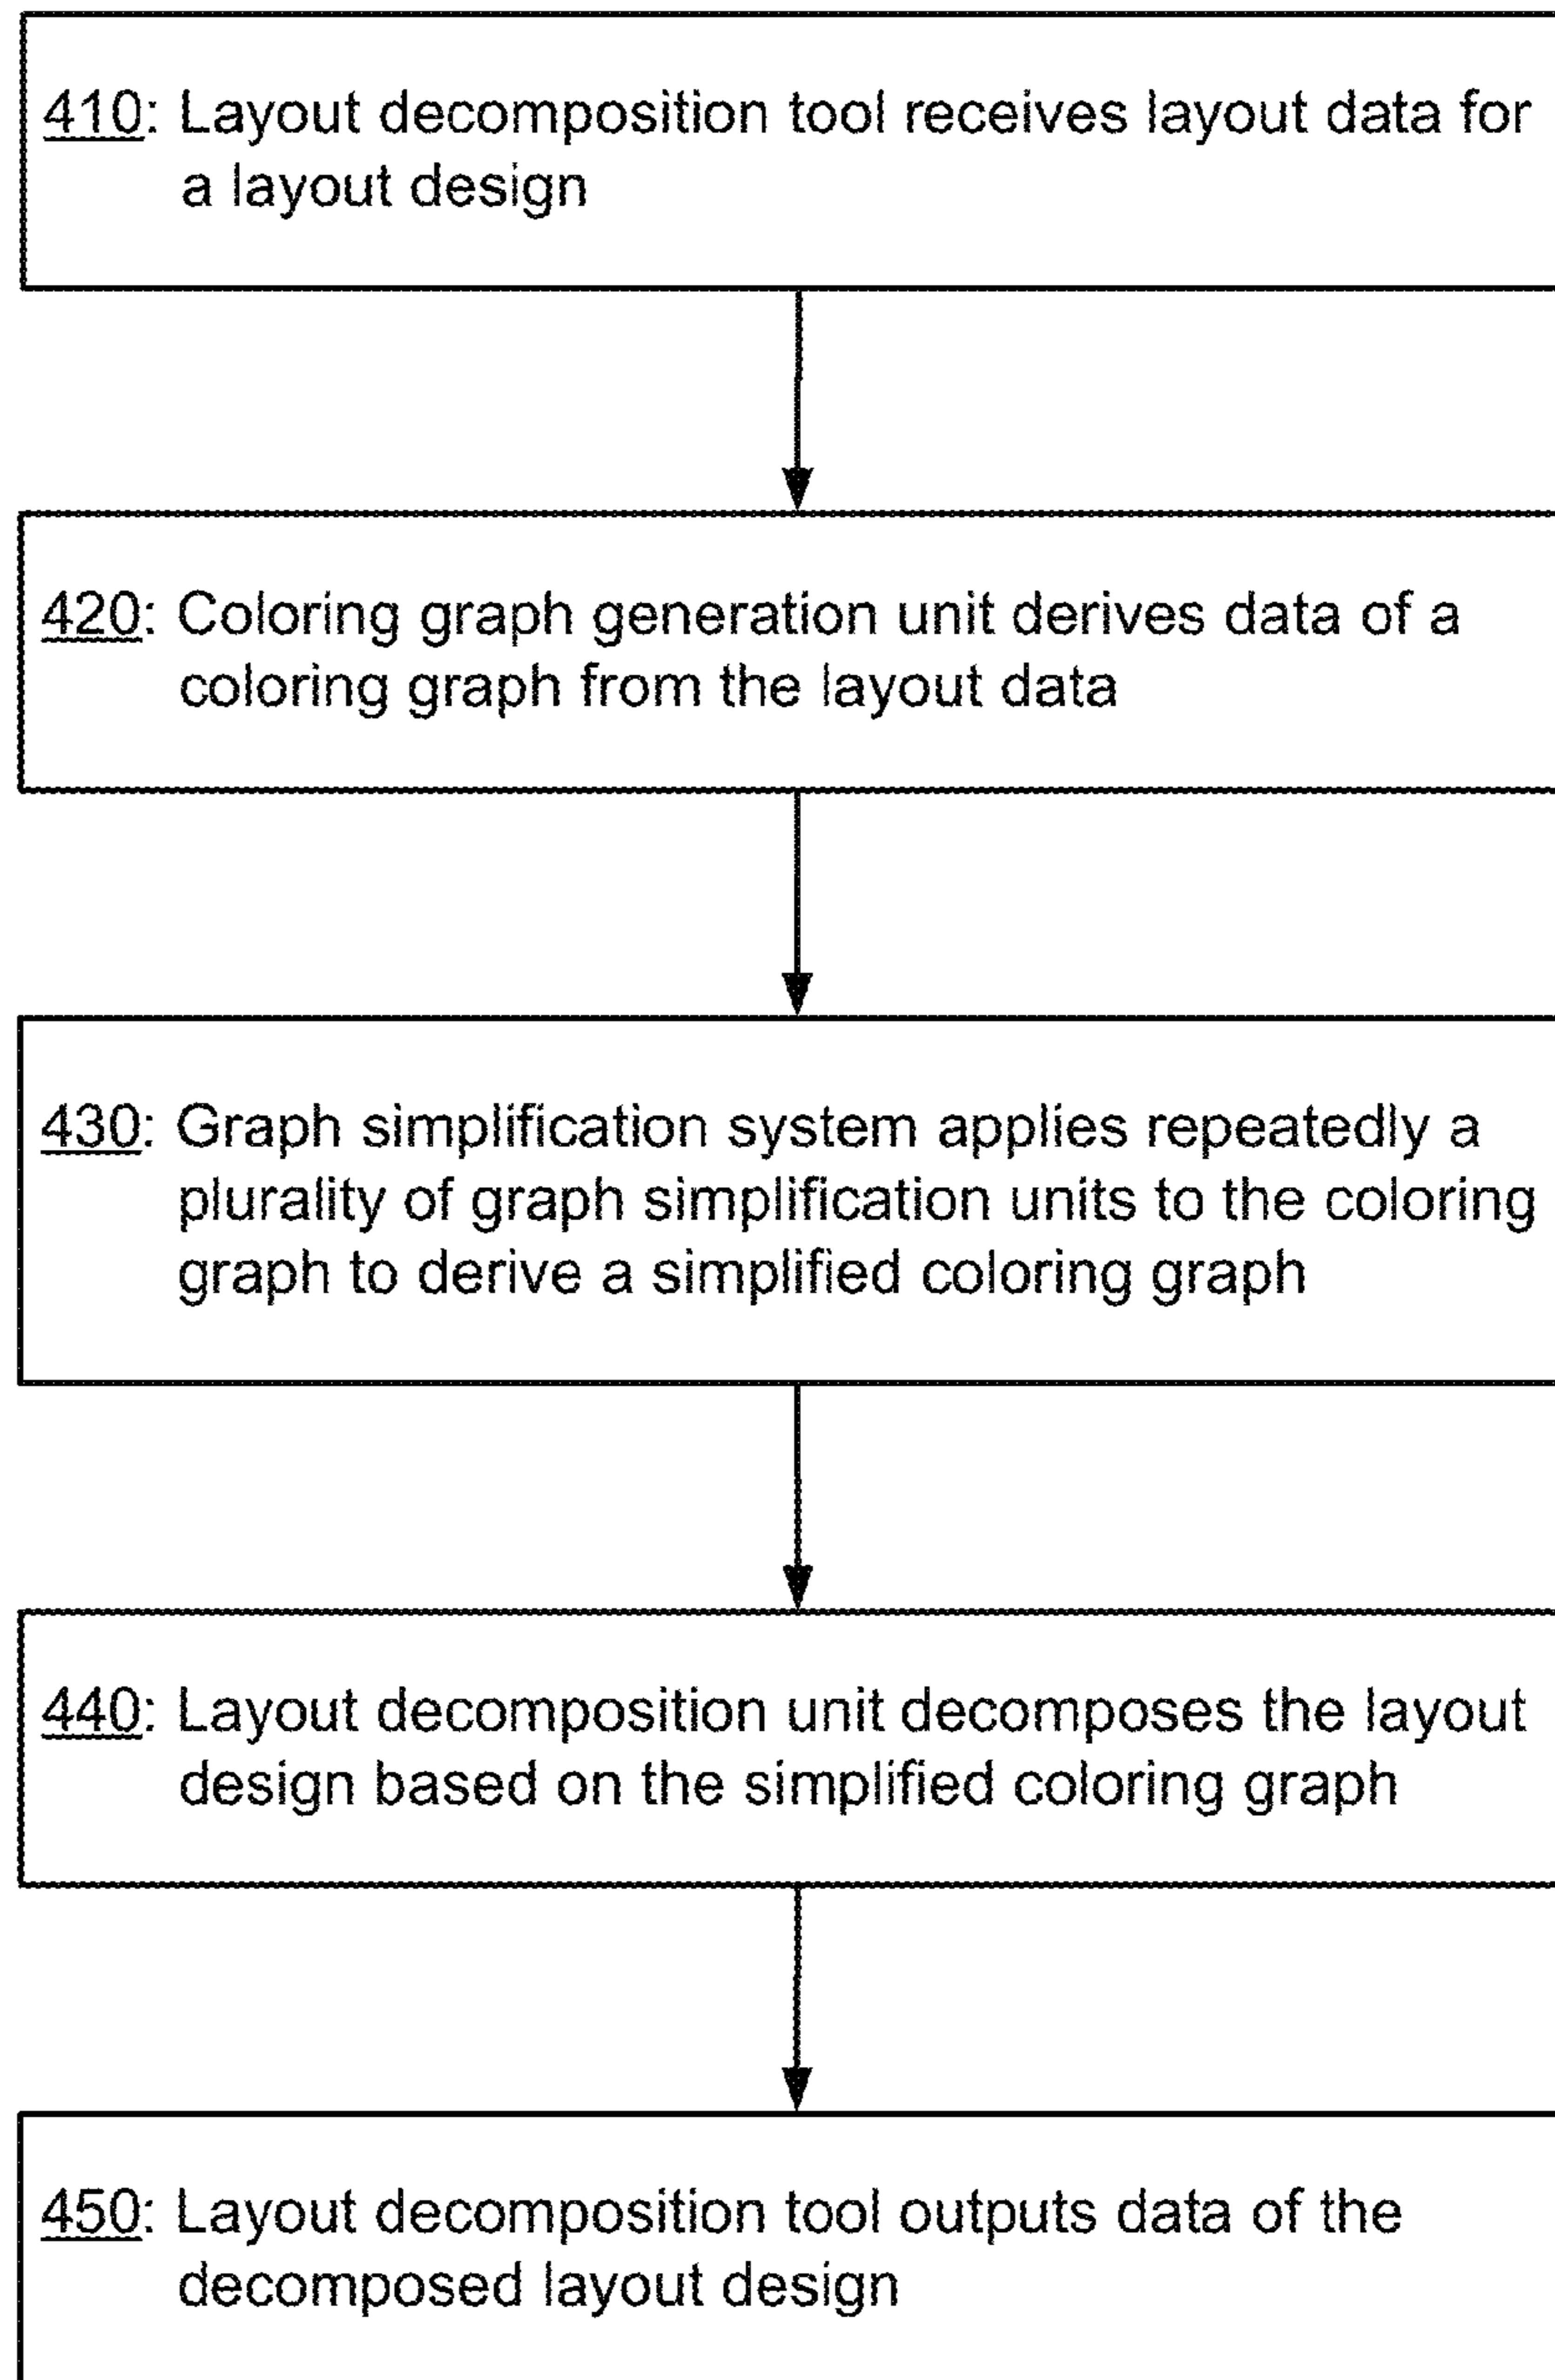 410: Layout decomposition tool receives layout data for
a layout design
420: Coloring graph generation unit derives data of a
coloring graph from the layout data
430: Graph simplification system applies repeatedly a
plurality of graph simplification units to the coloring
graph to derive a simplified coloring graph
440: Layout decomposition unit decomposes the layout
design based on the simplified coloring graph
450: Layout decomposition tool outputs data of the
decomposed layout design